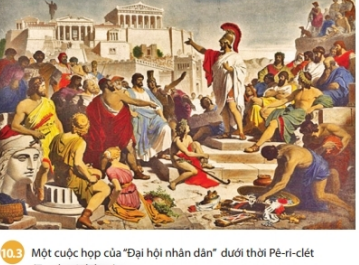 10.3 Một cuộc họp của “Đại hội nhân dân” dưới thời Pê-ri-clét